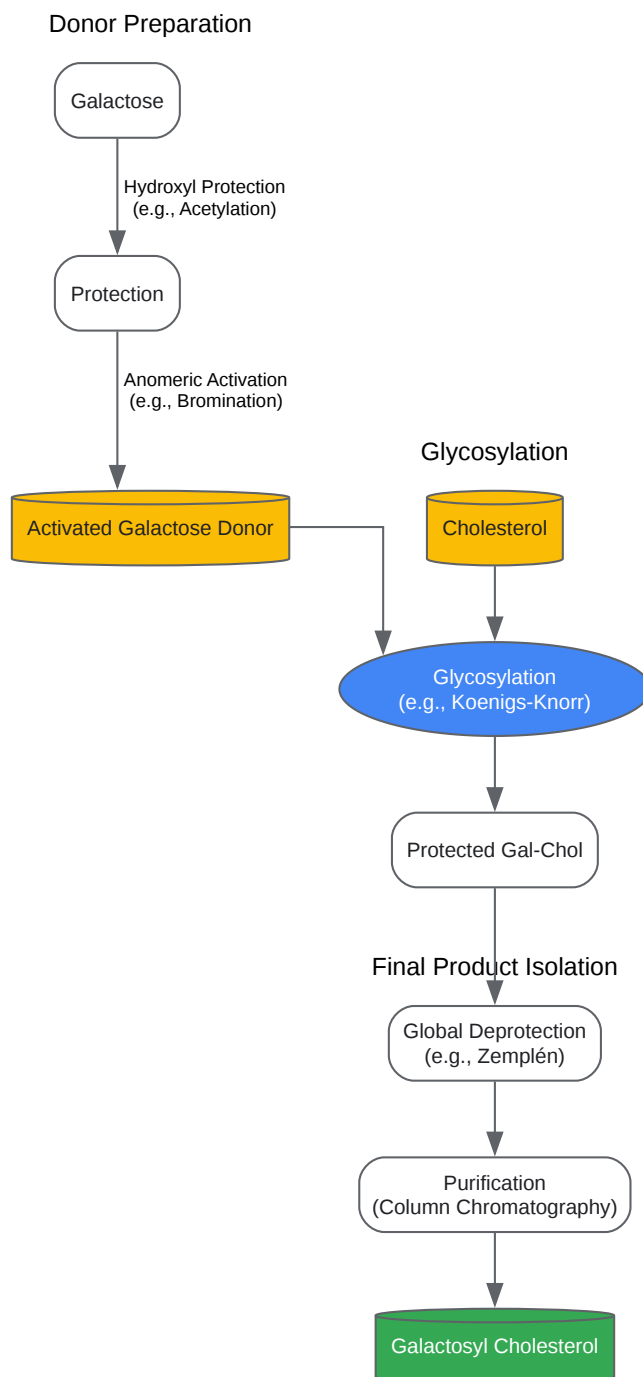 Donor Preparation
Galactose
Hydroxyl Protection
(e.g., Acetylation)
Protection
Anomeric Activation
(e.g., Bromination)
Activated Galactose Donor
Glycosylation
Cholesterol
Glycosylation
(e.g., Koenigs-Knorr)
Protected Gal-Chol
Final Product Isolation
Global Deprotection
(e.g., Zemplén)
Purification
(Column Chromatography)
Galactosyl Cholesterol